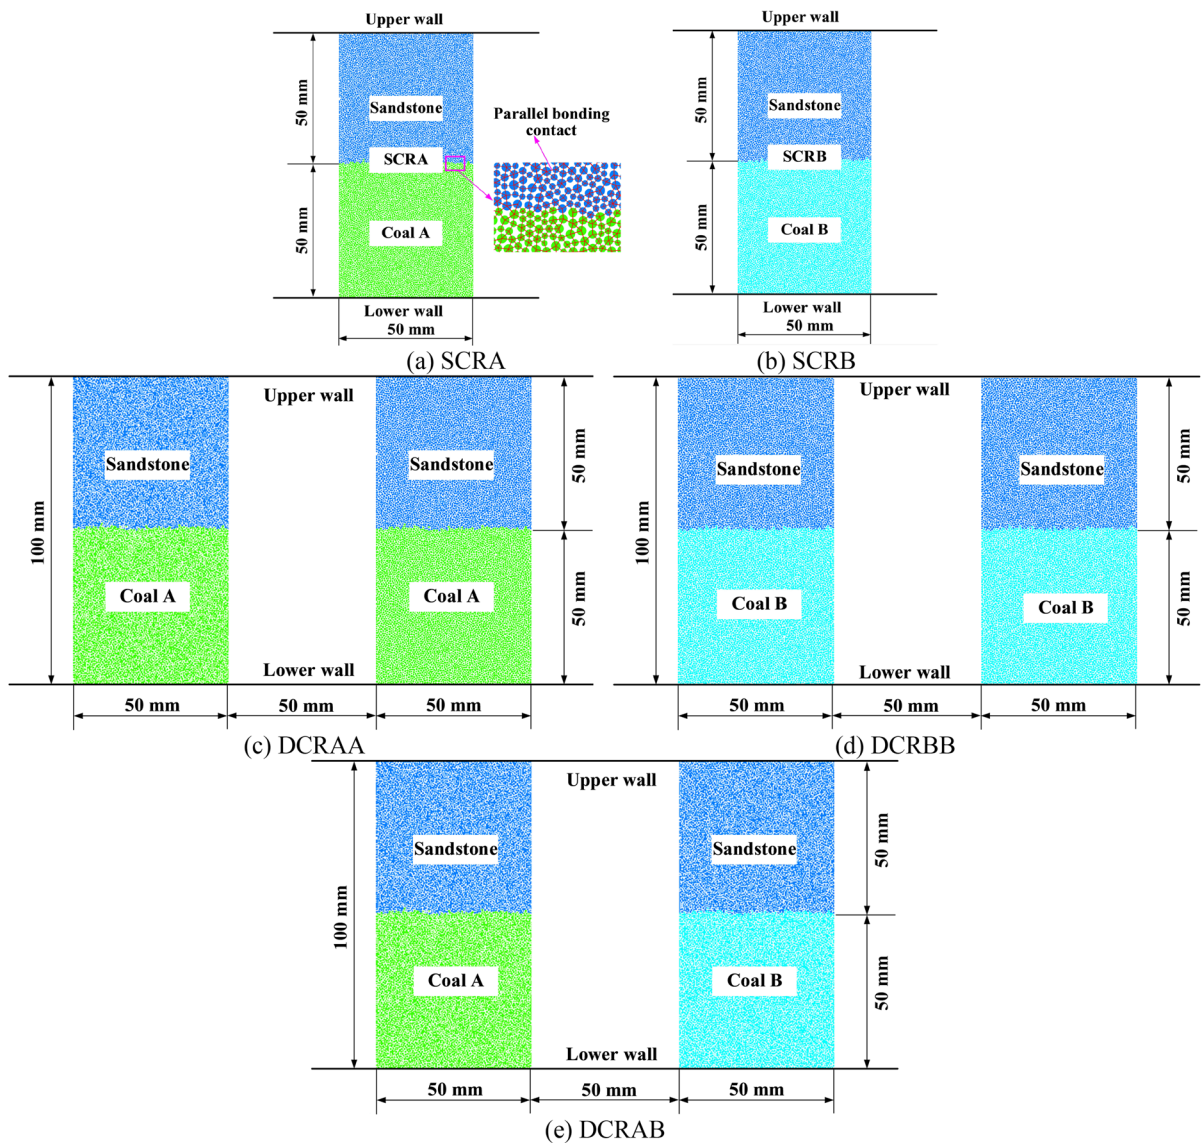 Upper wall
50 mm
Sandstone
SCRA
Parallel bonding
contact
50 mm
Coal A
Lower wall
50 mm
(a) SCRA
Upper wall
50 mm
Sandstone
SCRB
50 mm
Coal B
Lower wall
50 mm
(b) SCRB
Upper wall
100 mm
Sandstone
Sandstone
50 mm
Coal A
Coal A
50 mm
Lower wall
50 mm
50 mm
50 mm
(c) DCRAA
Upper wall
100 mm
Sandstone
Sandstone
50 mm
Coal B
Coal B
50 mm
Lower wall
50 mm
50 mm
50 mm
(d) DCRBB
Upper wall
100 mm
Sandstone
Sandstone
50 mm
Coal A
Coal B
50 mm
Lower wall
50 mm
50 mm
50 mm
(e) DCRAB